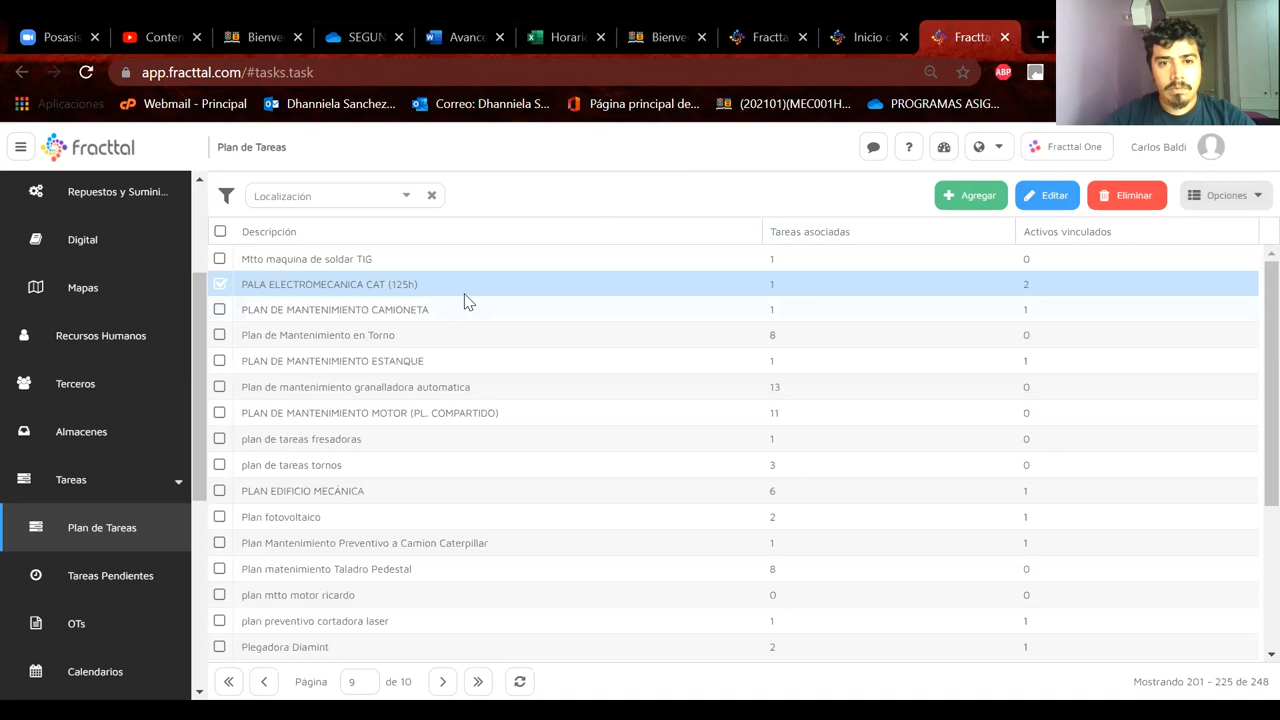 Posasis
Conten
Bienve
SEGUN
Avance
Horario
Bienve
Fractta
Inicio c
Fractta
app.fracttal.com/#tasks.task
ABP
Aplicaciones
Webmail - Principal
Dhanniela Sanchez...
Correo: Dhanniela S...
Página principal de...
(202101)(MEC001H...
PROGRAMAS ASIG...
fracttal
Plan de Tareas
Fracttal One
Carlos Baldi
Repuestos y Sumini...
Digital
Mapas
Recursos Humanos
Terceros
Almacenes
Tareas
Plan de Tareas
Tareas Pendientes
OTs
Calendarios
Localización
Agregar
Editar
Eliminar
Opciones
Descripción Tareas asociadas Activos vinculados
Mtto maquina de soldar TIG 1 0
PALA ELECTROMECANICA CAT (125h) 1 2
PLAN DE MANTENIMIENTO CAMIONETA 1 1
Plan de Mantenimiento en Torno 8 0
PLAN DE MANTENIMIENTO ESTANQUE 1 1
Plan de mantenimiento granalladora automatica 13 0
PLAN DE MANTENIMIENTO MOTOR (PL. COMPARTIDO) 11 0
plan de tareas fresadoras 1 0
plan de tareas tornos 3 0
PLAN EDIFICIO MECÁNICA 6 1
Plan fotovoltaico 2 1
Plan Mantenimiento Preventivo a Camion Caterpillar 1 1
Plan matenimiento Taladro Pedestal 8 0
plan mtto motor ricardo 0 0
plan preventivo cortadora laser 1 1
Plegadora Diamint 2 1
Página 9 de 10
Mostrando 201 - 225 de 248